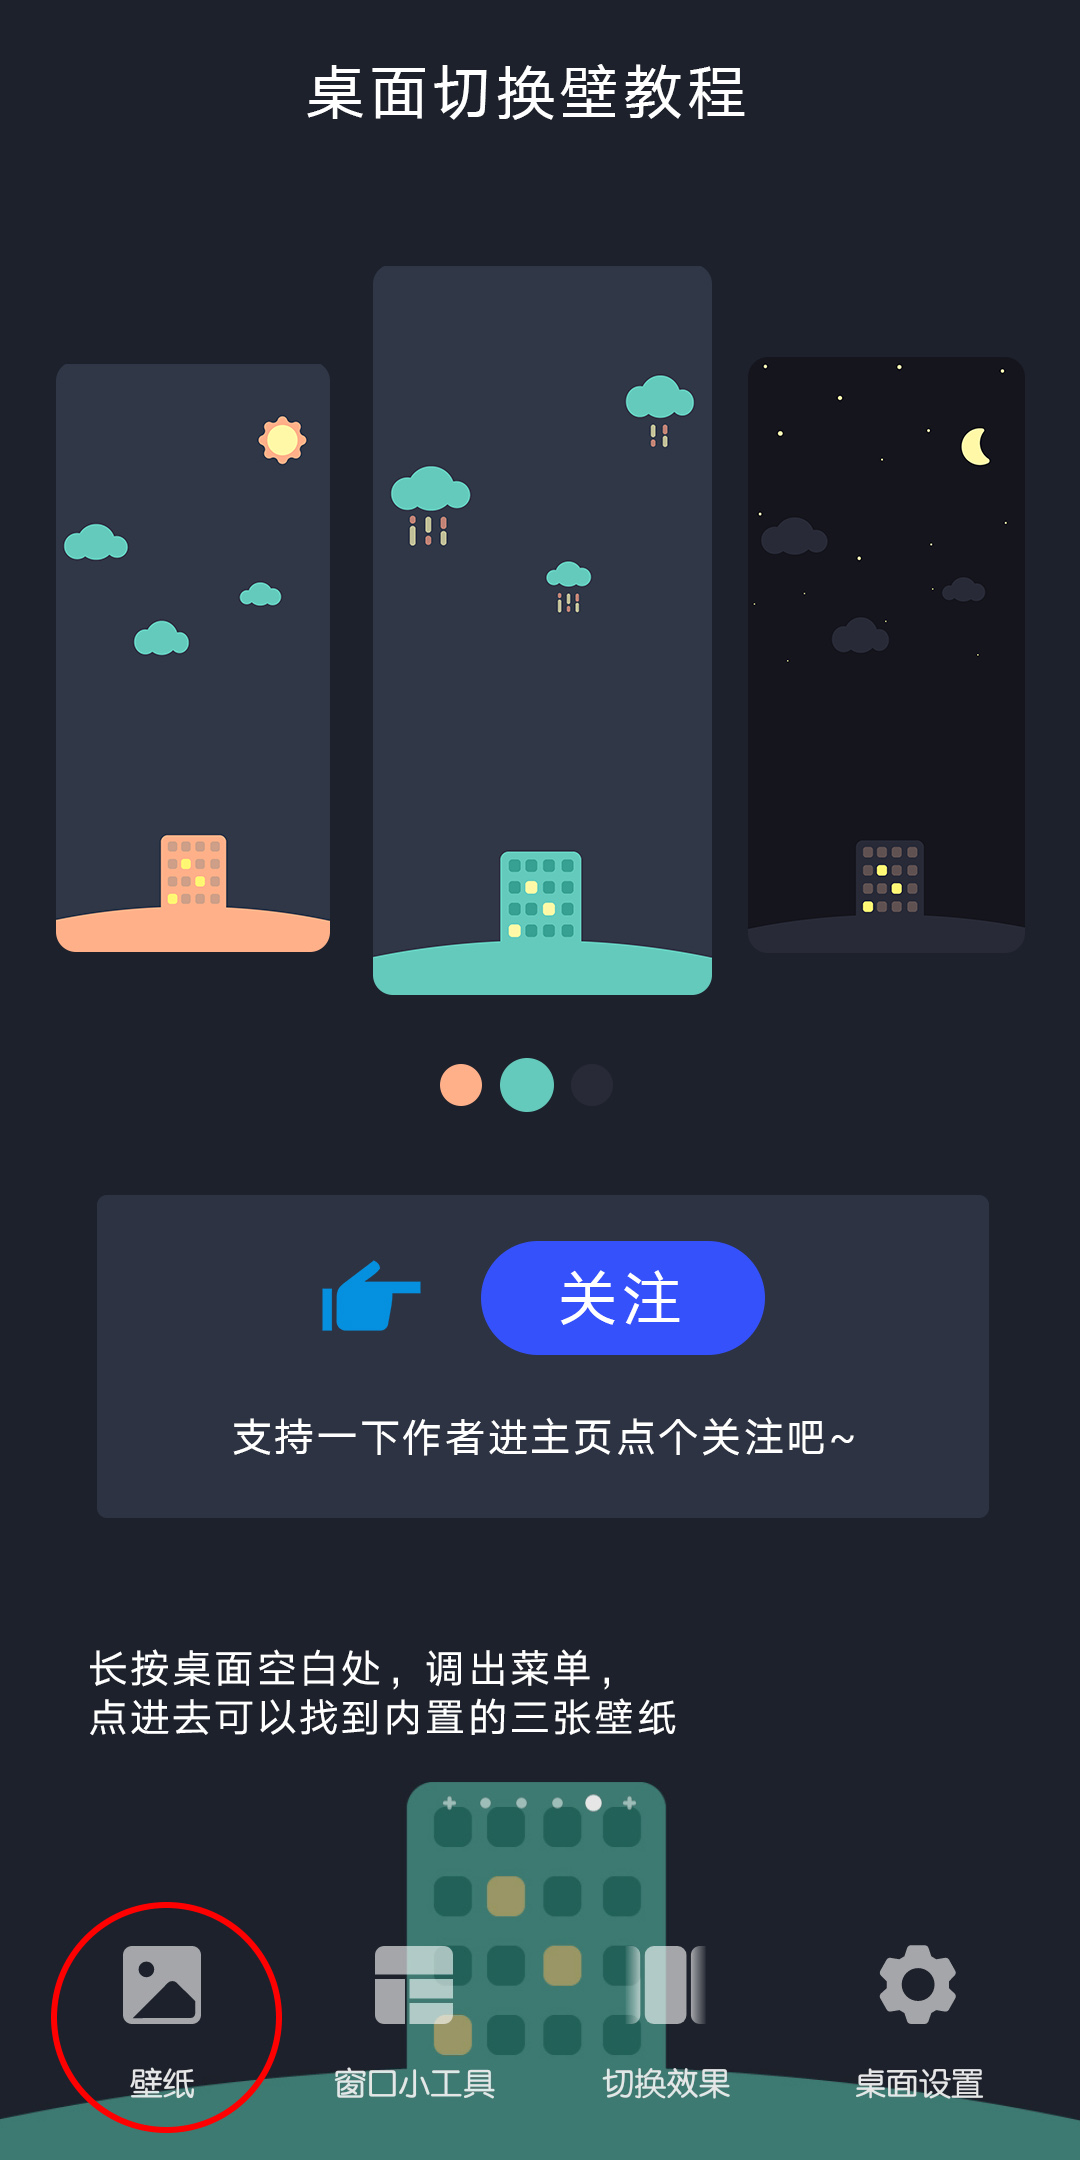 桌面切换壁教程
关注
支持一下作者进主页点个关注吧~
长按桌面空白处，调出菜单，
点进去可以找到内置的三张壁纸
壁纸 窗口小工具 切换效果 桌面设置